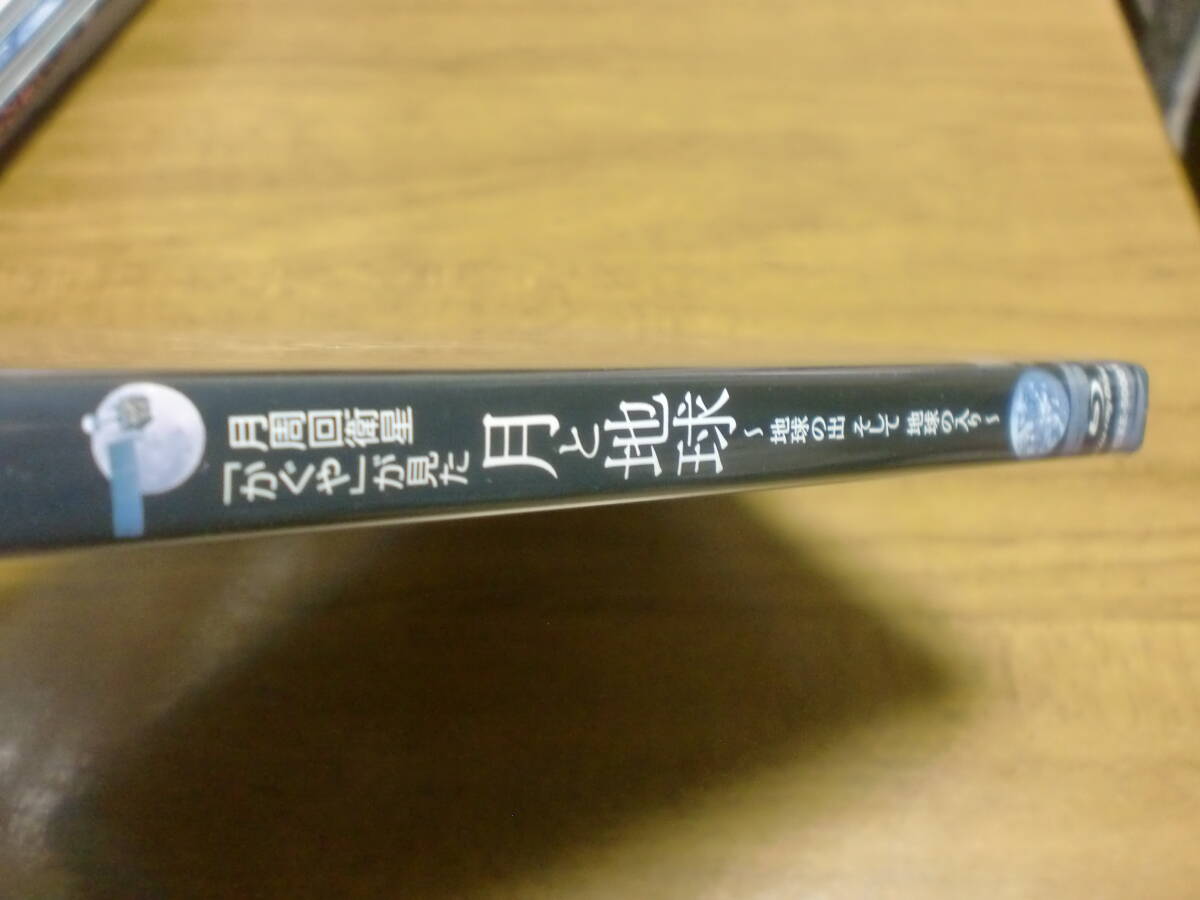 月周回衛星
「かぐや」が見た
月と地球
～地球の出 そして 地球の入り～